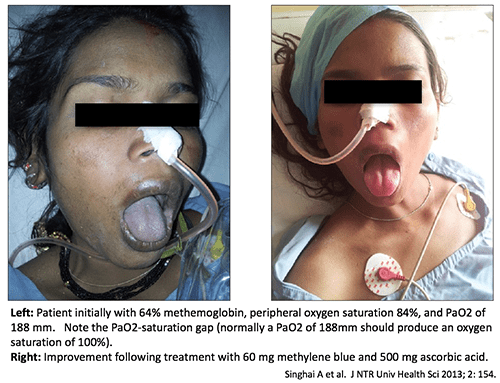 Left: Patient initially with 64% methemoglobin, peripheral oxygen saturation 84%, and PaO2 of
188 mm. Note the PaO2-saturation gap (normally a PaO2 of 188mm should produce an oxygen
saturation of 100%).
Right: Improvement following treatment with 60 mg methylene blue and 500 mg ascorbic acid.
Singhai A et al. J NTR Univ Health Sci 2013; 2: 154.